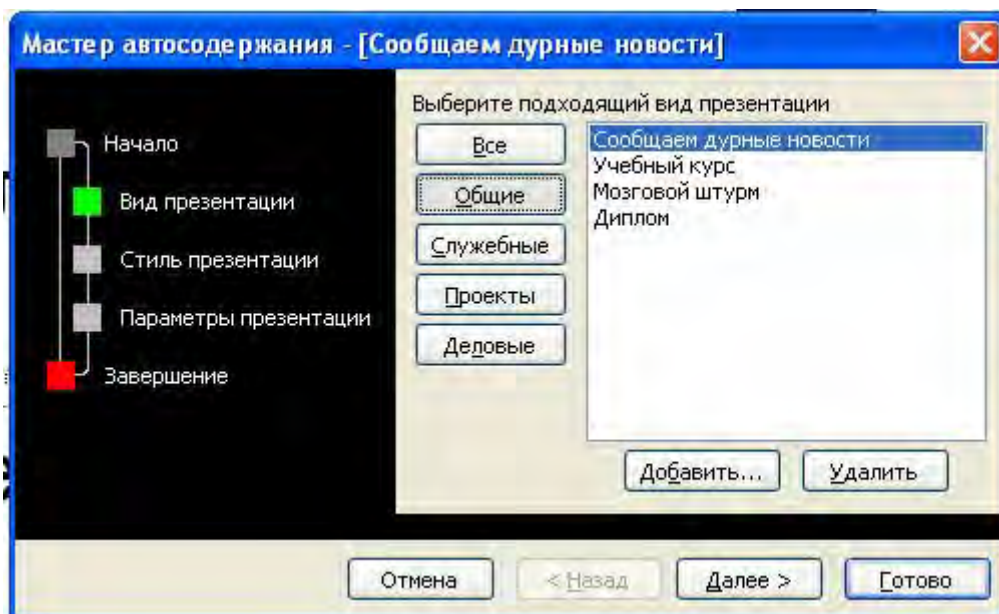 Мастер автосодержания - [Сообщаем дурные новости]
Начало
Вид презентации
Стиль презентации
Параметры презентации
Завершение
Выберите подходящий вид презентации
Все
Общие
Служебные
Проекты
Деловые
Сообщаем дурные новости
Учебный курс
Мозговой штурм
Диплом
Добавить...
Удалить
Отмена
< Назад
Далее >
Готово